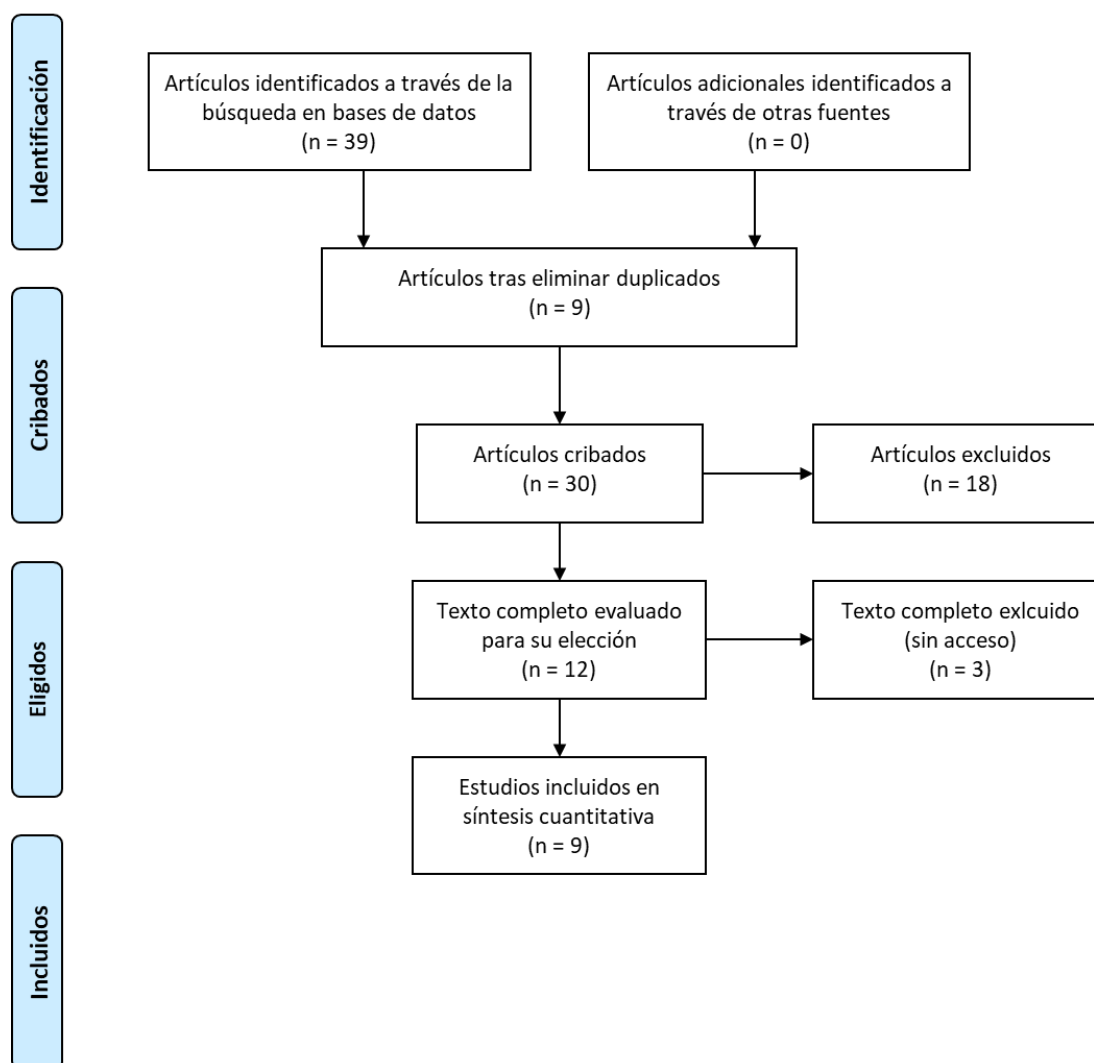 Identificación
Artículos identificados a través de la
búsqueda en bases de datos
(n = 39)
Artículos adicionales identificados a
través de otras fuentes
(n = 0)
Artículos tras eliminar duplicados
(n = 9)
Cribados
Artículos cribados
(n = 30)
Artículos excluidos
(n = 18)
Eligidos
Texto completo evaluado
para su elección
(n = 12)
Texto completo exlcuido
(sin acceso)
(n = 3)
Estudios incluidos en
síntesis cuantitativa
(n = 9)
Incluidos